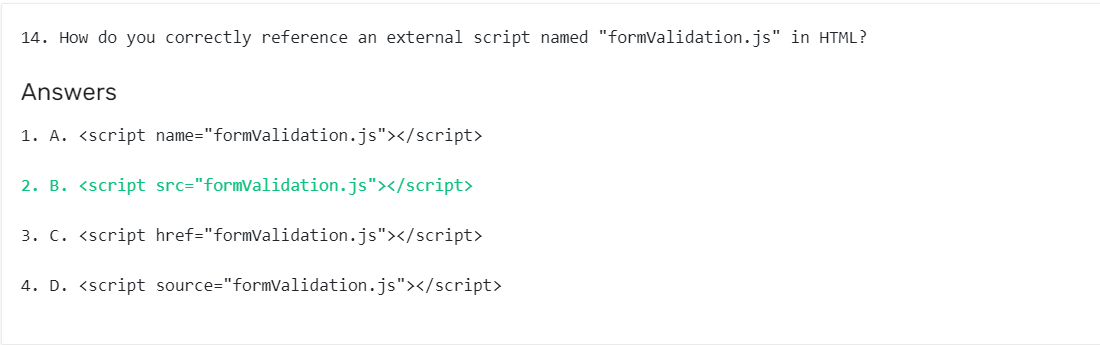 14. How do you correctly reference an external script named "formValidation.js" in HTML?
Answers
1. A. <script name="formValidation.js"></script>
2. B. <script src="formValidation.js"></script>
3. C. <script href="formValidation.js"></script>
4. D. <script source="formValidation.js"></script>